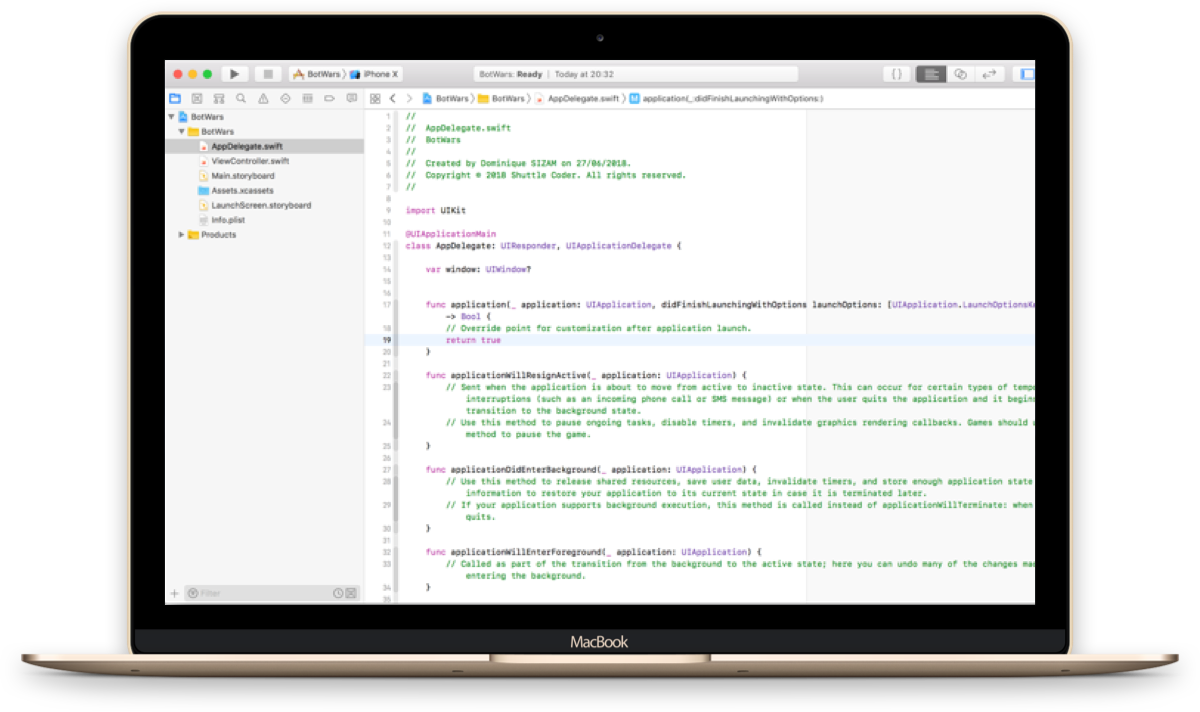 BotWars 〉 iPhone X
BotWars: Ready | Today at 20:32
{}
BotWars 〉 BotWars 〉 AppDelegate.swift 〉 M application(_:didFinishLaunchingWithOptions:)
BotWars
BotWars
AppDelegate.swift
ViewController.swift
Main.storyboard
Assets.xcassets
LaunchScreen.storyboard
Info.plist
Products
Filter
1 //
2 // AppDelegate.swift
3 // BotWars
4 //
5 // Created by Dominique SIZAM on 27/06/2018.
6 // Copyright © 2018 Shuttle Coder. All rights reserved.
7 //
8
9 import UIKit
10
11 @UIApplicationMain
12 class AppDelegate: UIResponder, UIApplicationDelegate {
13
14 var window: UIWindow?
15
16
17 func application(_ application: UIApplication, didFinishLaunchingWithOptions launchOptions: [UIApplication.LaunchOptionsKe
-> Bool {
18 // Override point for customization after application launch.
19 return true
20 }
21
22 func applicationWillResignActive(_ application: UIApplication) {
23 // Sent when the application is about to move from active to inactive state. This can occur for certain types of tempo
interruptions (such as an incoming phone call or SMS message) or when the user quits the application and it begins
transition to the background state.
24 // Use this method to pause ongoing tasks, disable timers, and invalidate graphics rendering callbacks. Games should u
method to pause the game.
25 }
26
27 func applicationDidEnterBackground(_ application: UIApplication) {
28 // Use this method to release shared resources, save user data, invalidate timers, and store enough application state
information to restore your application to its current state in case it is terminated later.
29 // If your application supports background execution, this method is called instead of applicationWillTerminate: when
quits.
30 }
31
32 func applicationWillEnterForeground(_ application: UIApplication) {
33 // Called as part of the transition from the background to the active state; here you can undo many of the changes mad
entering the background.
34 }
35
MacBook